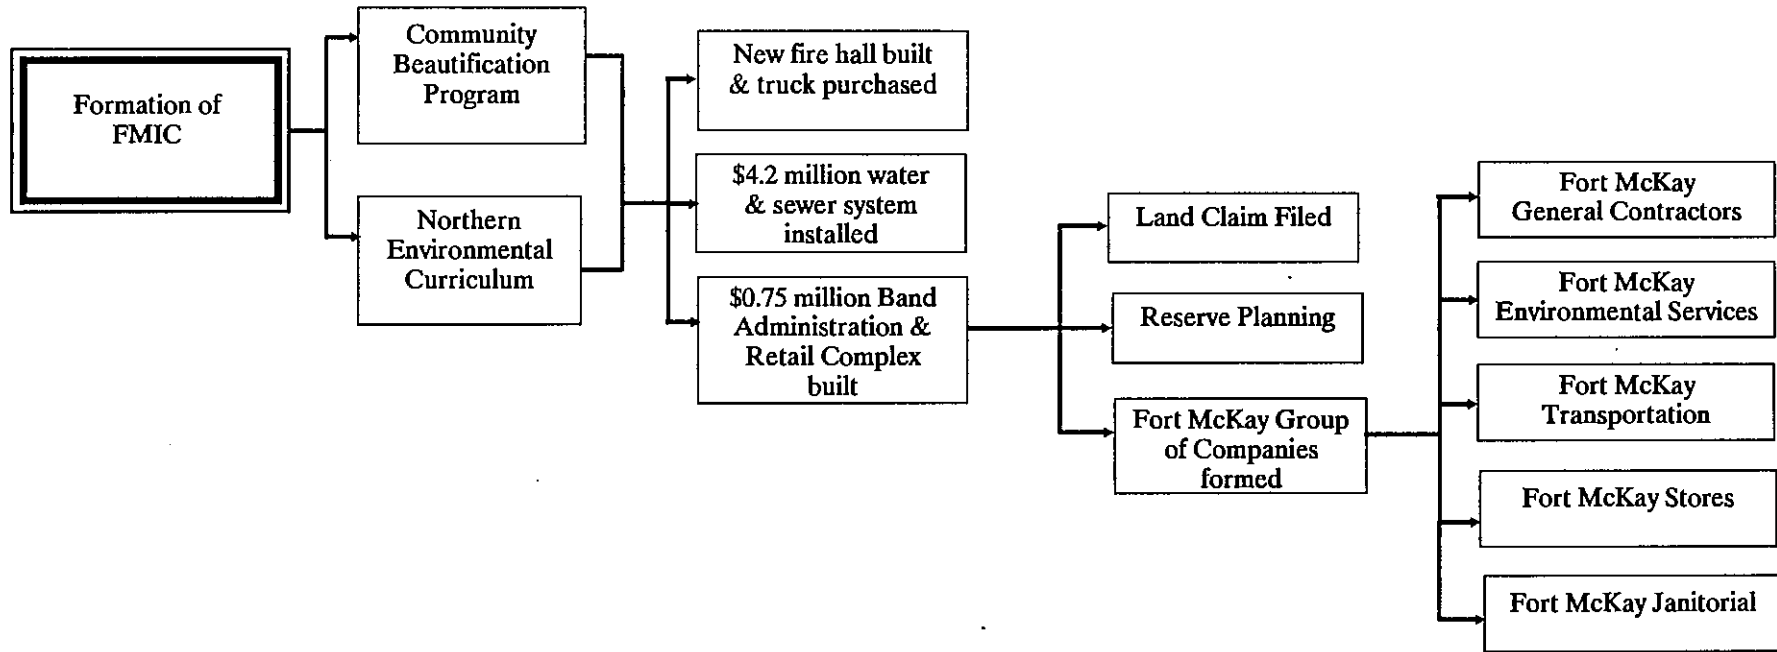 Formation of
FMIC
Community
Beautification
Program
Northern
Environmental
Curriculum
New fire hall built
& truck purchased
$4.2 million water
& sewer system
installed
$0.75 million Band
Administration &
Retail Complex
built
Land Claim Filed
Reserve Planning
Fort McKay Group
of Companies
formed
Fort McKay
General Contractors
Fort McKay
Environmental Services
Fort McKay
Transportation
Fort McKay Stores
Fort McKay Janitorial